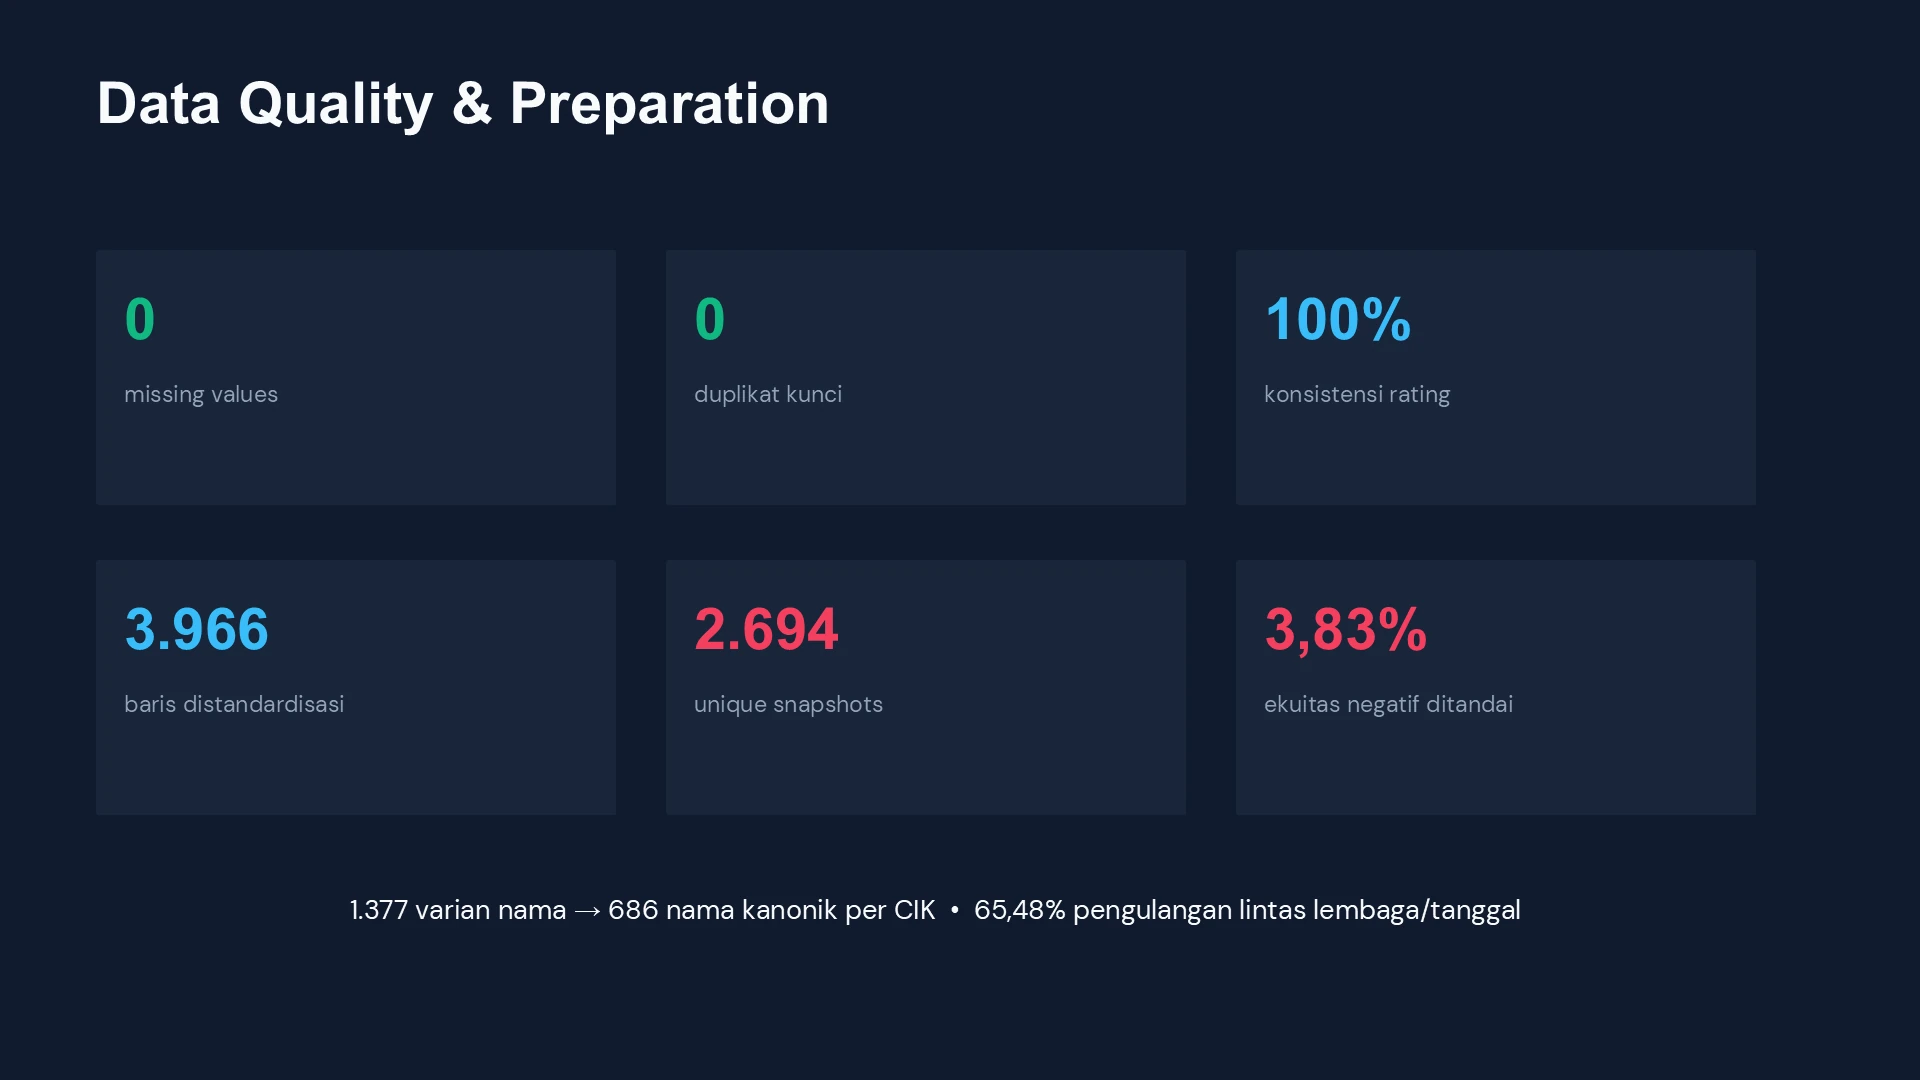 Data Quality & Preparation
0
missing values
0
duplikat kunci
100%
konsistensi rating
3.966
baris distandardisasi
2.694
unique snapshots
3,83%
ekuitas negatif ditandai
1.377 varian nama → 686 nama kanonik per CIK • 65,48% pengulangan lintas lembaga/tanggal